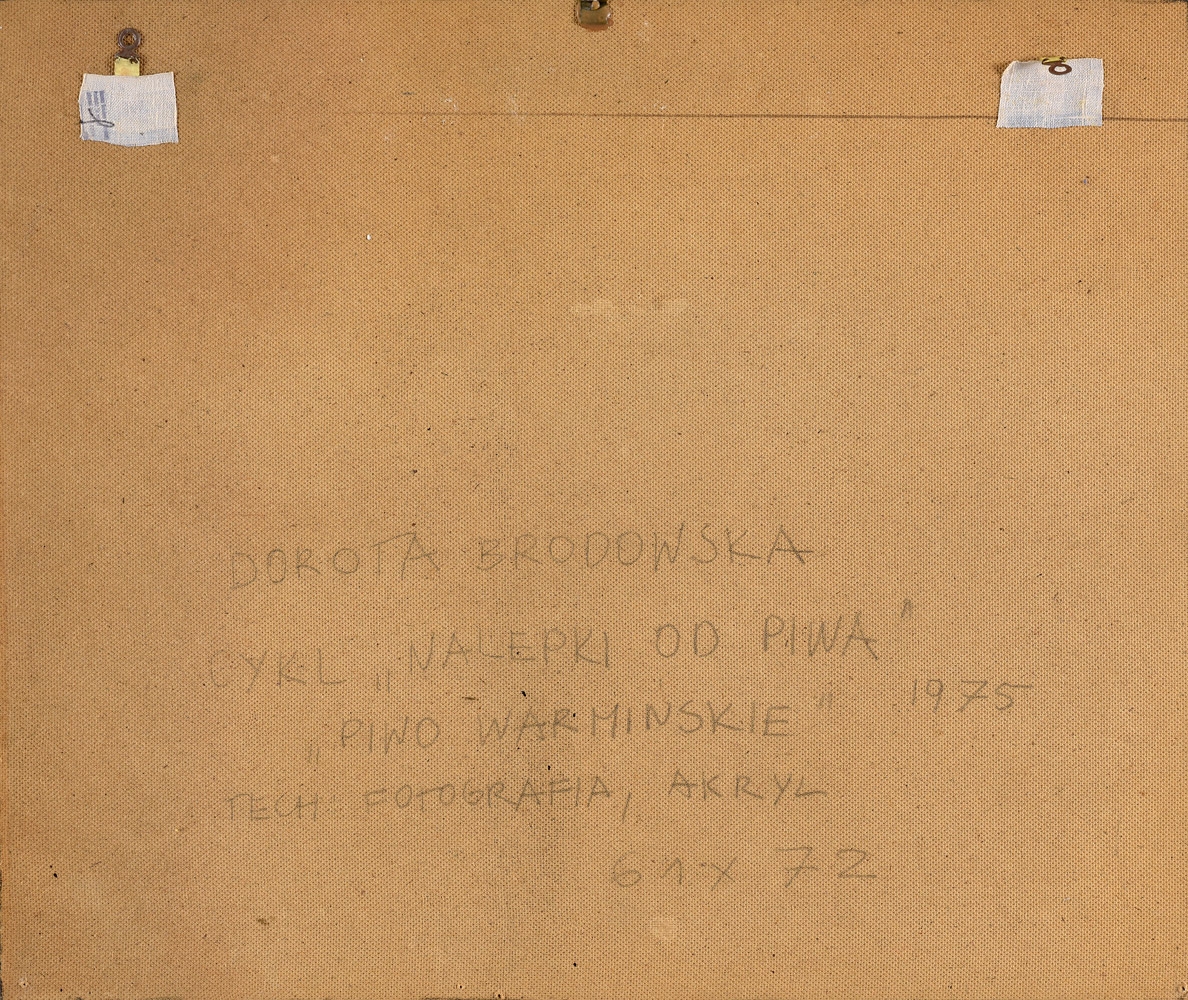 DOROTA BRODOWSKA
CYKL „NALEPKI OD PIWA"
„PIWO WARMINSKIE" 1975
TECH FOTOGRAFIA, AKRYL
61 x 72